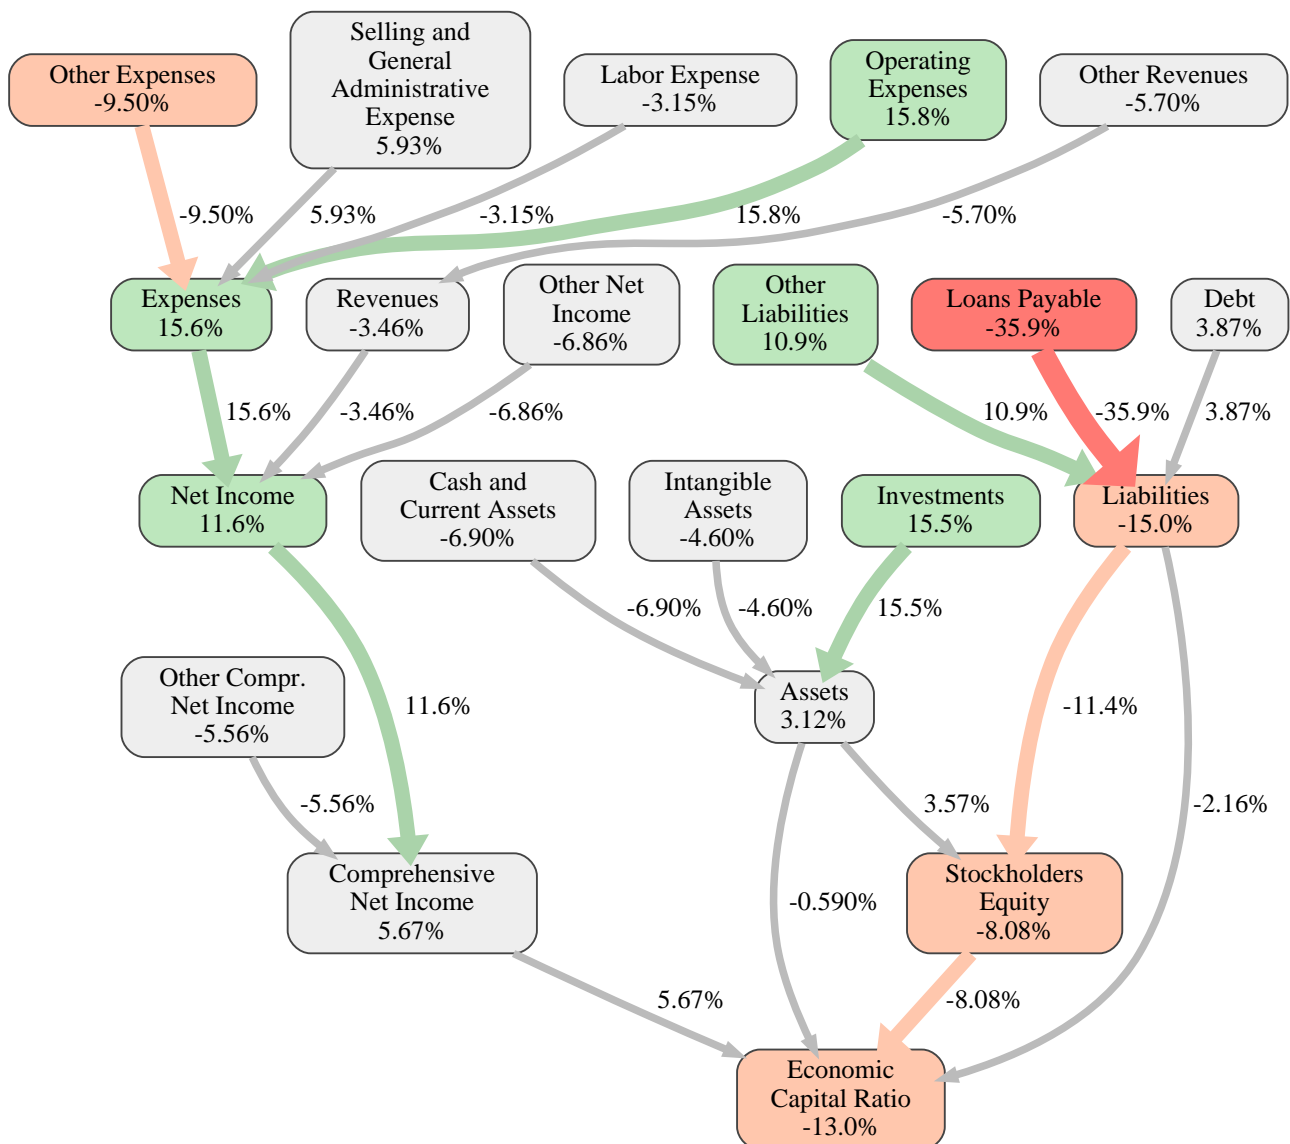 Other Expenses
-9.50%
Selling and
General
Administrative
Expense
5.93%
Labor Expense
-3.15%
Operating
Expenses
15.8%
Other Revenues
-5.70%
-9.50%
5.93%
-3.15%
15.8%
-5.70%
Expenses
15.6%
Revenues
-3.46%
Other Net
Income
-6.86%
Other
Liabilities
10.9%
Loans Payable
-35.9%
Debt
3.87%
15.6%
-3.46%
-6.86%
10.9%
-35.9%
3.87%
Net Income
11.6%
Cash and
Current Assets
-6.90%
Intangible
Assets
-4.60%
Investments
15.5%
Liabilities
-15.0%
-6.90%
-4.60%
15.5%
Other Compr.
Net Income
-5.56%
11.6%
Assets
3.12%
-11.4%
-5.56%
3.57%
-2.16%
Comprehensive
Net Income
5.67%
-0.590%
Stockholders
Equity
-8.08%
5.67%
-8.08%
Economic
Capital Ratio
-13.0%